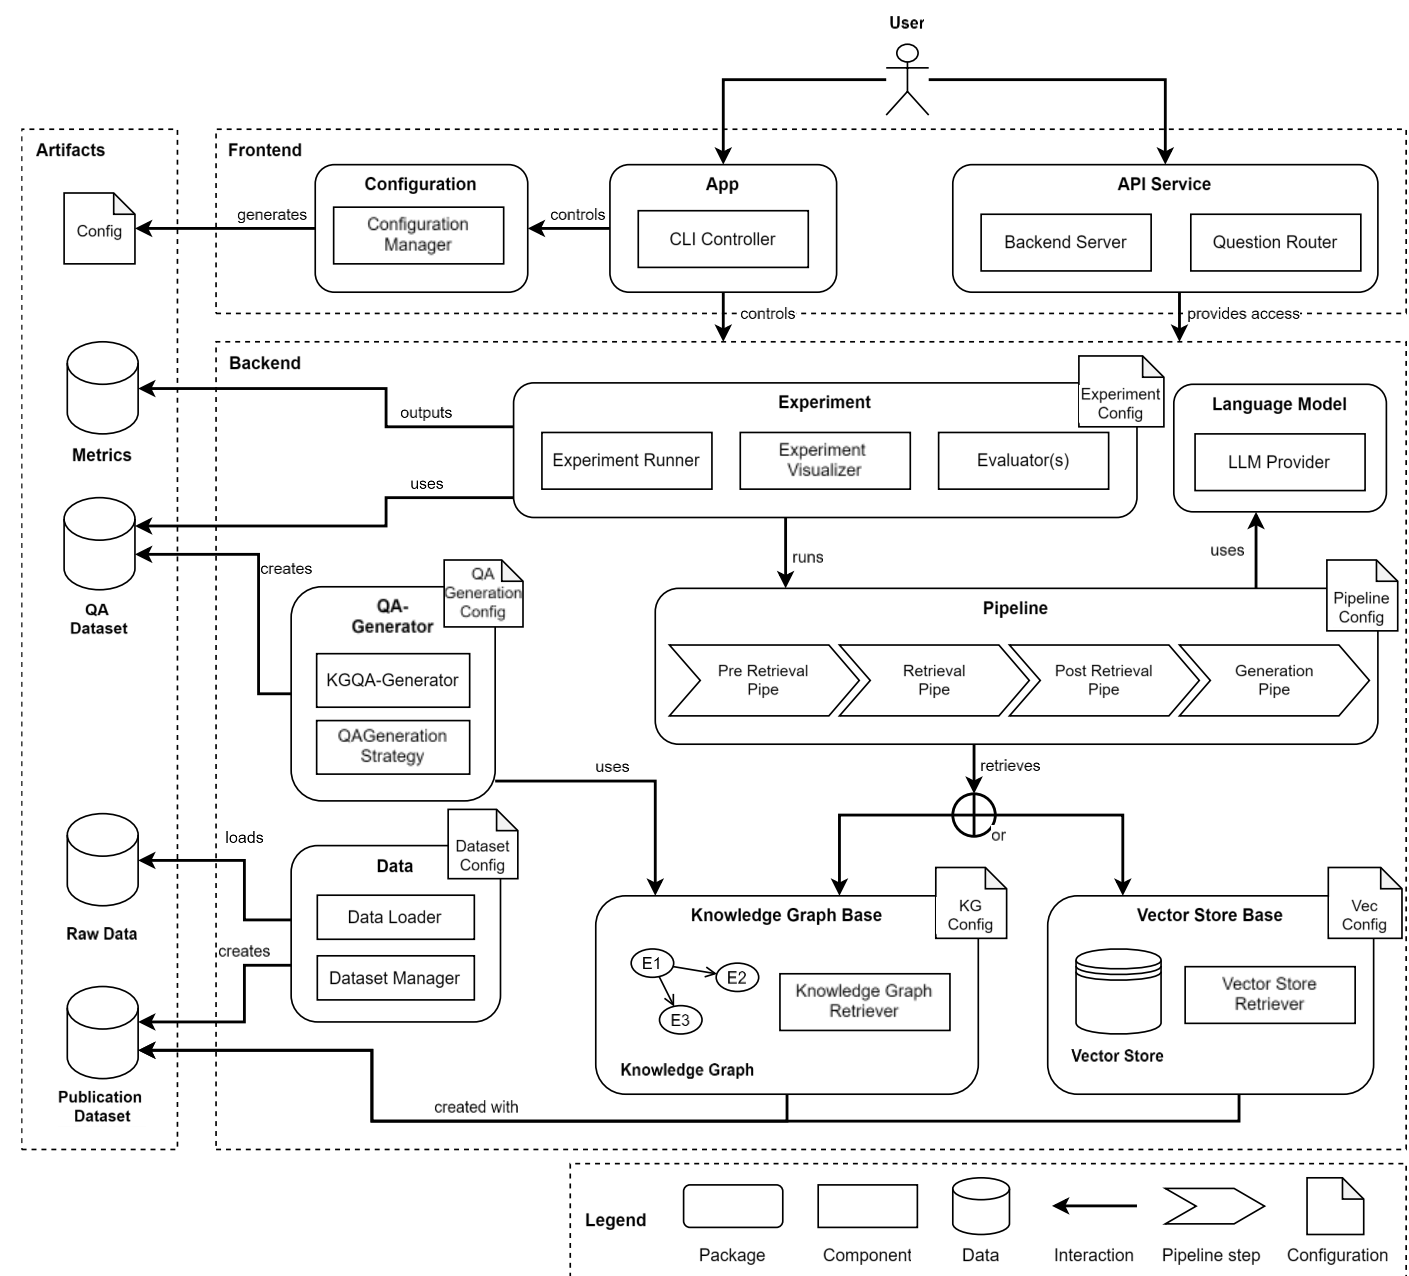 User
Artifacts
Frontend
Configuration
App
API Service
Config
generates
Configuration
Manager
controls
CLI Controller
Backend Server
Question Router
controls
provides access
Backend
Metrics
outputs
Experiment
Experiment Runner
Experiment
Visualizer
Evaluator(s)
Experiment
Config
Language Model
LLM Provider
uses
QA
Dataset
creates
runs
uses
QA-
Generator
QA
Generation
Config
KGQA-Generator
QAGeneration
Strategy
Pipeline
Pipeline
Config
Pre Retrieval
Pipe
Retrieval
Pipe
Post Retrieval
Pipe
Generation
Pipe
uses
retrieves
or
Raw Data
loads
Data
Dataset
Config
Data Loader
Dataset Manager
creates
Knowledge Graph Base
KG
Config
E1
E2
E3
Knowledge Graph
Retriever
Knowledge Graph
Vector Store Base
Vec
Config
Vector Store
Retriever
Vector Store
Publication
Dataset
created with
Legend
Package
Component
Data
Interaction
Pipeline step
Configuration